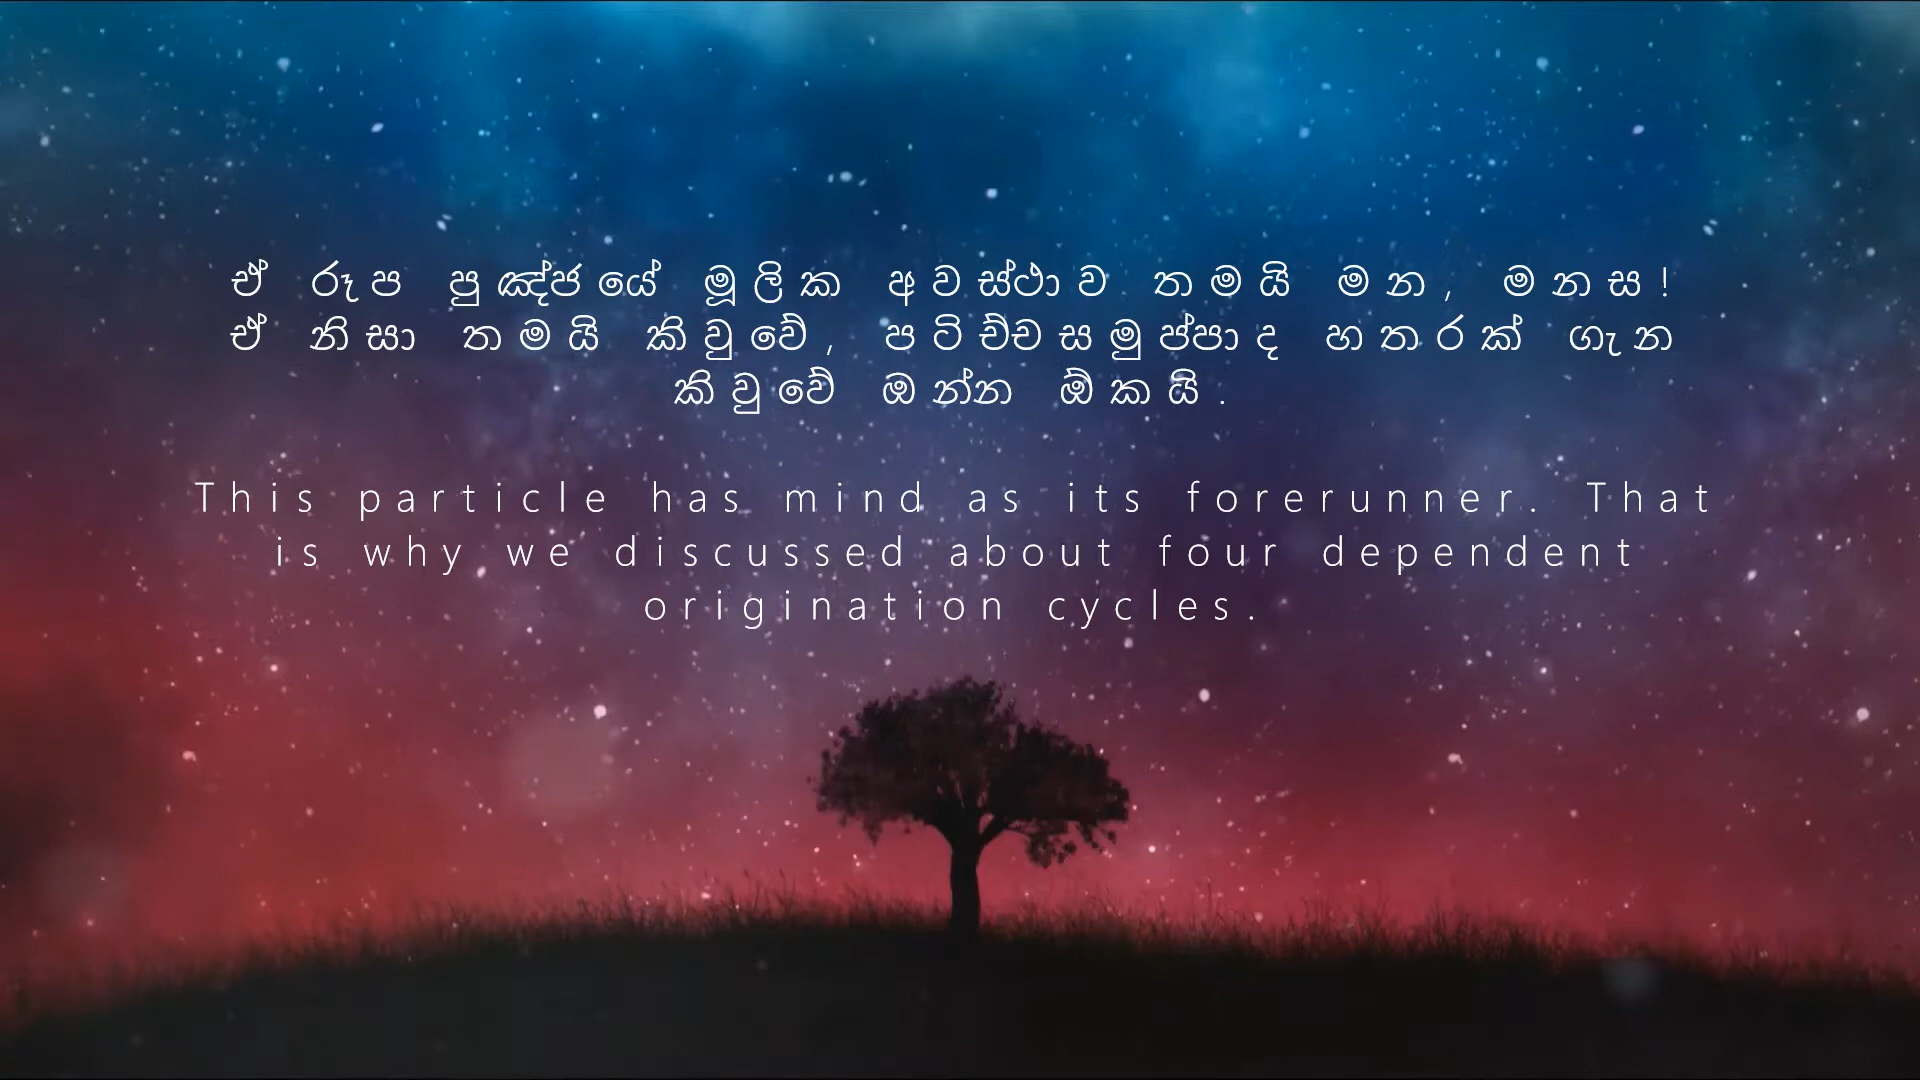 ඒ රූප පුඤ්ජයේ මූලික අවස්ථාව තමයි මන, මනස!
ඒ නිසා තමයි කිවුවේ, පටිච්චසමුප්පාද හතරක් ගැන
කිවුවේ ඔන්න ඕකයි.
This particle has mind as its forerunner. That
is why we discussed about four dependent
origination cycles.